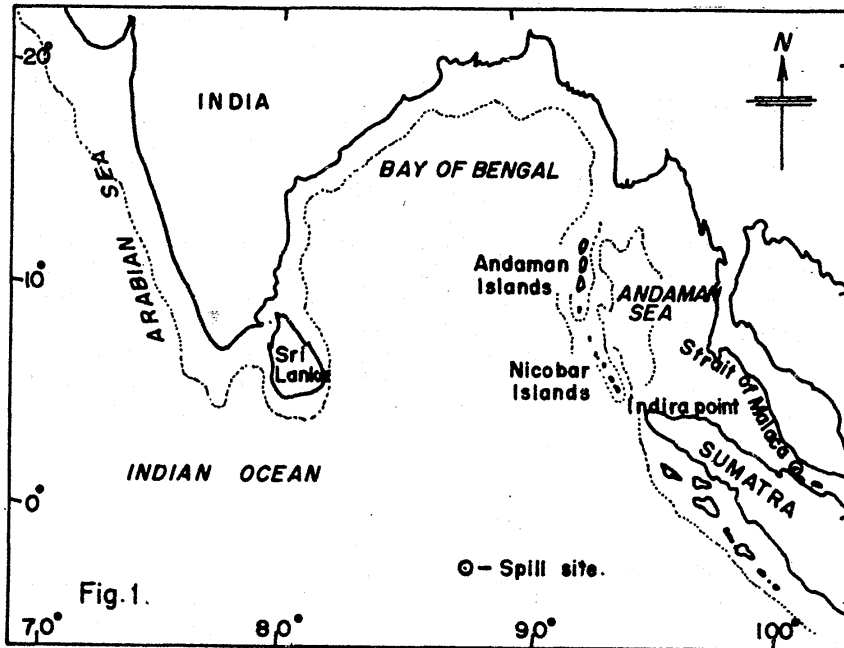 20°
N
INDIA
BAY OF BENGAL
ARABIAN SEA
10°
Andaman
Islands
ANDAMAN
SEA
Sri
Lanka
Nicobar
Islands
Strait of Malaca
Indira point
SUMATRA
INDIAN OCEAN
0°
⊙- Spill site.
Fig.1.
70°
80°
90°
100°